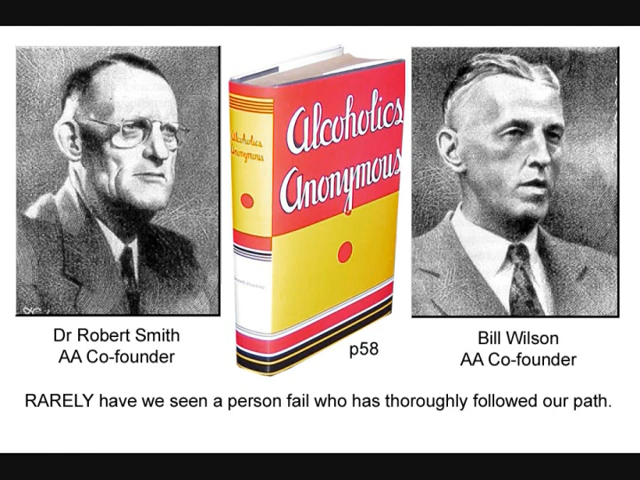 Alcoholics
Anonymous
Alcoholics
Anonymous
Dr Robert Smith
AA Co-founder
p58
Bill Wilson
AA Co-founder
RARELY have we seen a person fail who has thoroughly followed our path.